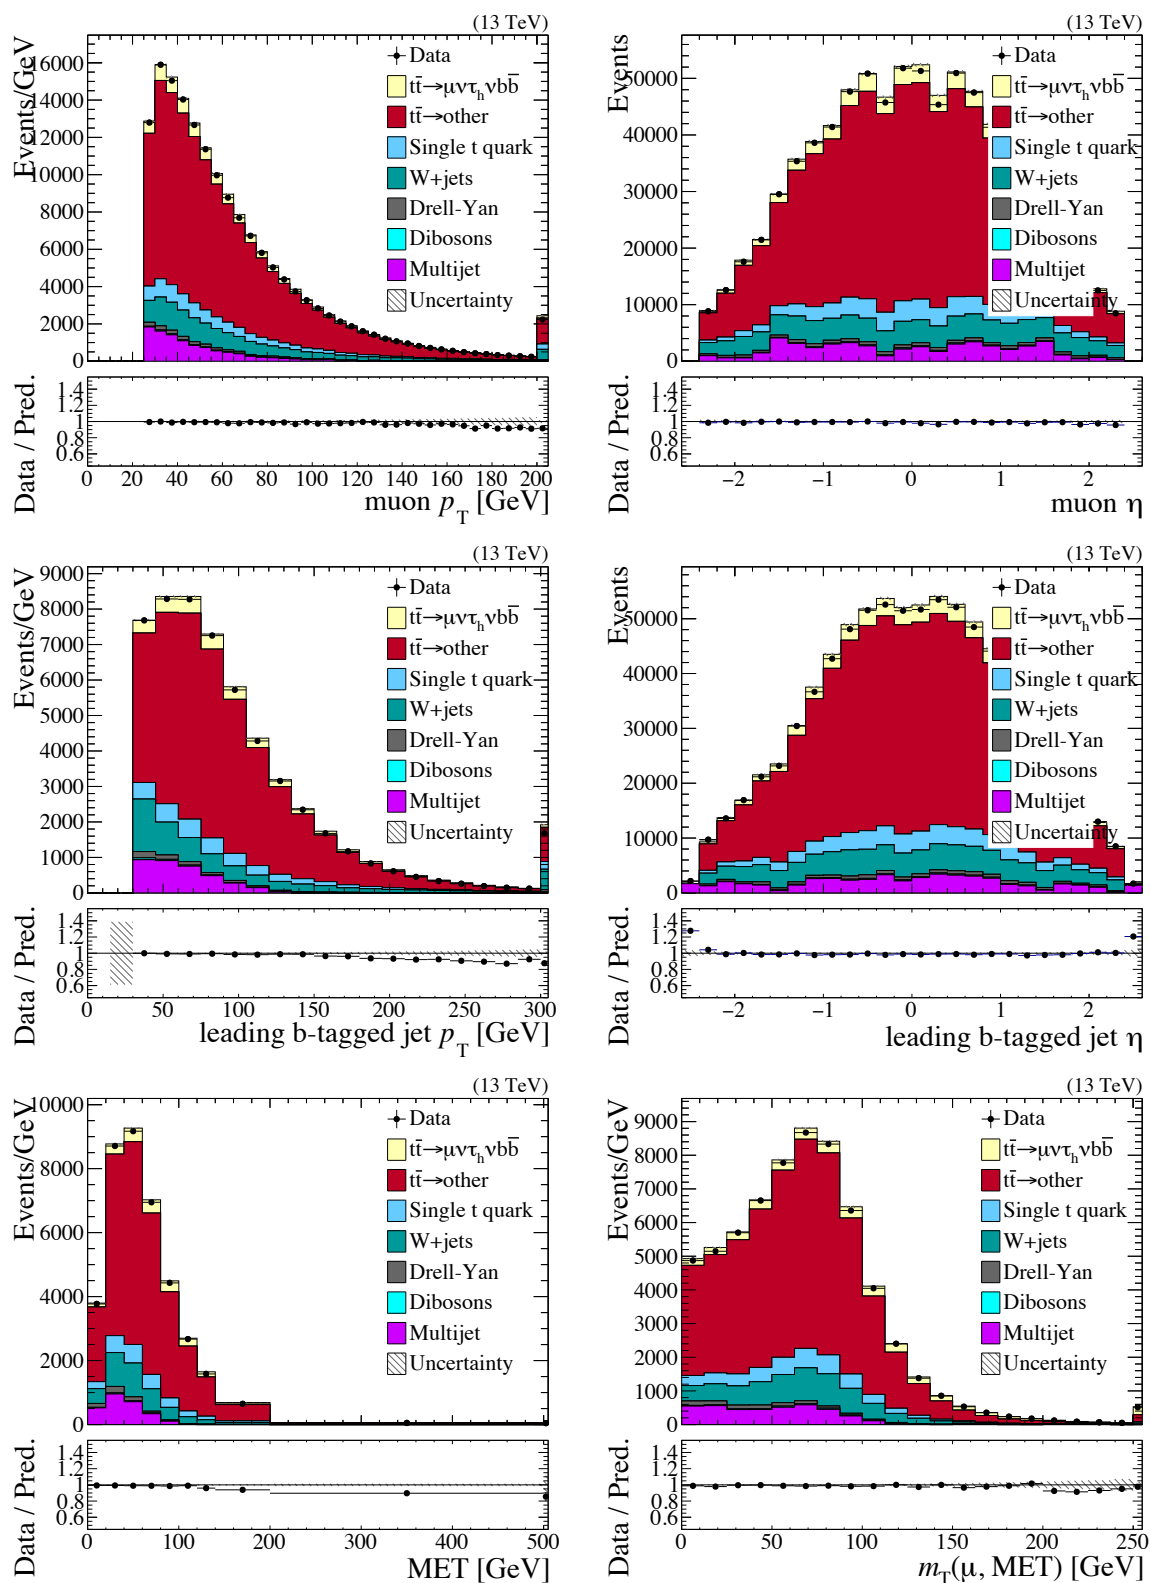 (13 TeV)
Events/GeV
16000
14000
12000
10000
8000
6000
4000
2000
0
Data
tt̄→μντₕνbb̄
tt̄→other
Single t quark
W+jets
Drell-Yan
Dibosons
Multijet
Uncertainty
Data / Pred.
1.4
1.2
1
0.8
0.6
0 20 40 60 80 100 120 140 160 180 200
muon p_T [GeV]
(13 TeV)
Events
50000
40000
30000
20000
10000
0
Data
tt̄→μντₕνbb̄
tt̄→other
Single t quark
W+jets
Drell-Yan
Dibosons
Multijet
Uncertainty
Data / Pred.
1.4
1.2
1
0.8
0.6
−2 −1 0 1 2
muon η
(13 TeV)
Events/GeV
9000
8000
7000
6000
5000
4000
3000
2000
1000
0
Data
tt̄→μντₕνbb̄
tt̄→other
Single t quark
W+jets
Drell-Yan
Dibosons
Multijet
Uncertainty
Data / Pred.
1.4
1.2
1
0.8
0.6
0 50 100 150 200 250 300
leading b-tagged jet p_T [GeV]
(13 TeV)
Events
50000
40000
30000
20000
10000
0
Data
tt̄→μντₕνbb̄
tt̄→other
Single t quark
W+jets
Drell-Yan
Dibosons
Multijet
Uncertainty
Data / Pred.
1.4
1.2
1
0.8
0.6
−2 −1 0 1 2
leading b-tagged jet η
(13 TeV)
Events/GeV
10000
8000
6000
4000
2000
0
Data
tt̄→μντₕνbb̄
tt̄→other
Single t quark
W+jets
Drell-Yan
Dibosons
Multijet
Uncertainty
Data / Pred.
1.4
1.2
1
0.8
0.6
0 100 200 300 400 500
MET [GeV]
(13 TeV)
Events/GeV
9000
8000
7000
6000
5000
4000
3000
2000
1000
0
Data
tt̄→μντₕνbb̄
tt̄→other
Single t quark
W+jets
Drell-Yan
Dibosons
Multijet
Uncertainty
Data / Pred.
1.4
1.2
1
0.8
0.6
0 50 100 150 200 250
m_T(μ, MET) [GeV]